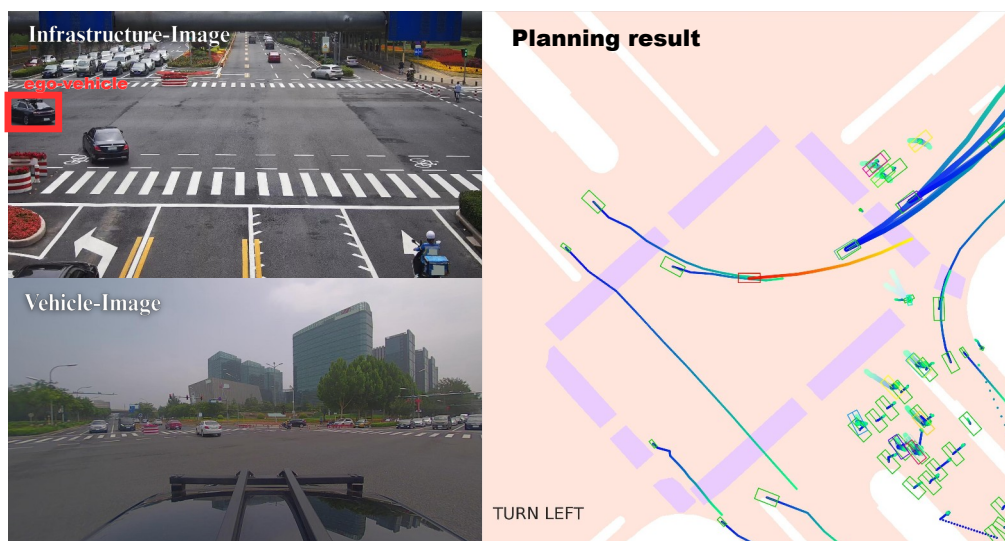 Infrastructure-Image
ego-vehicle
Vehicle-Image
Planning result
TURN LEFT